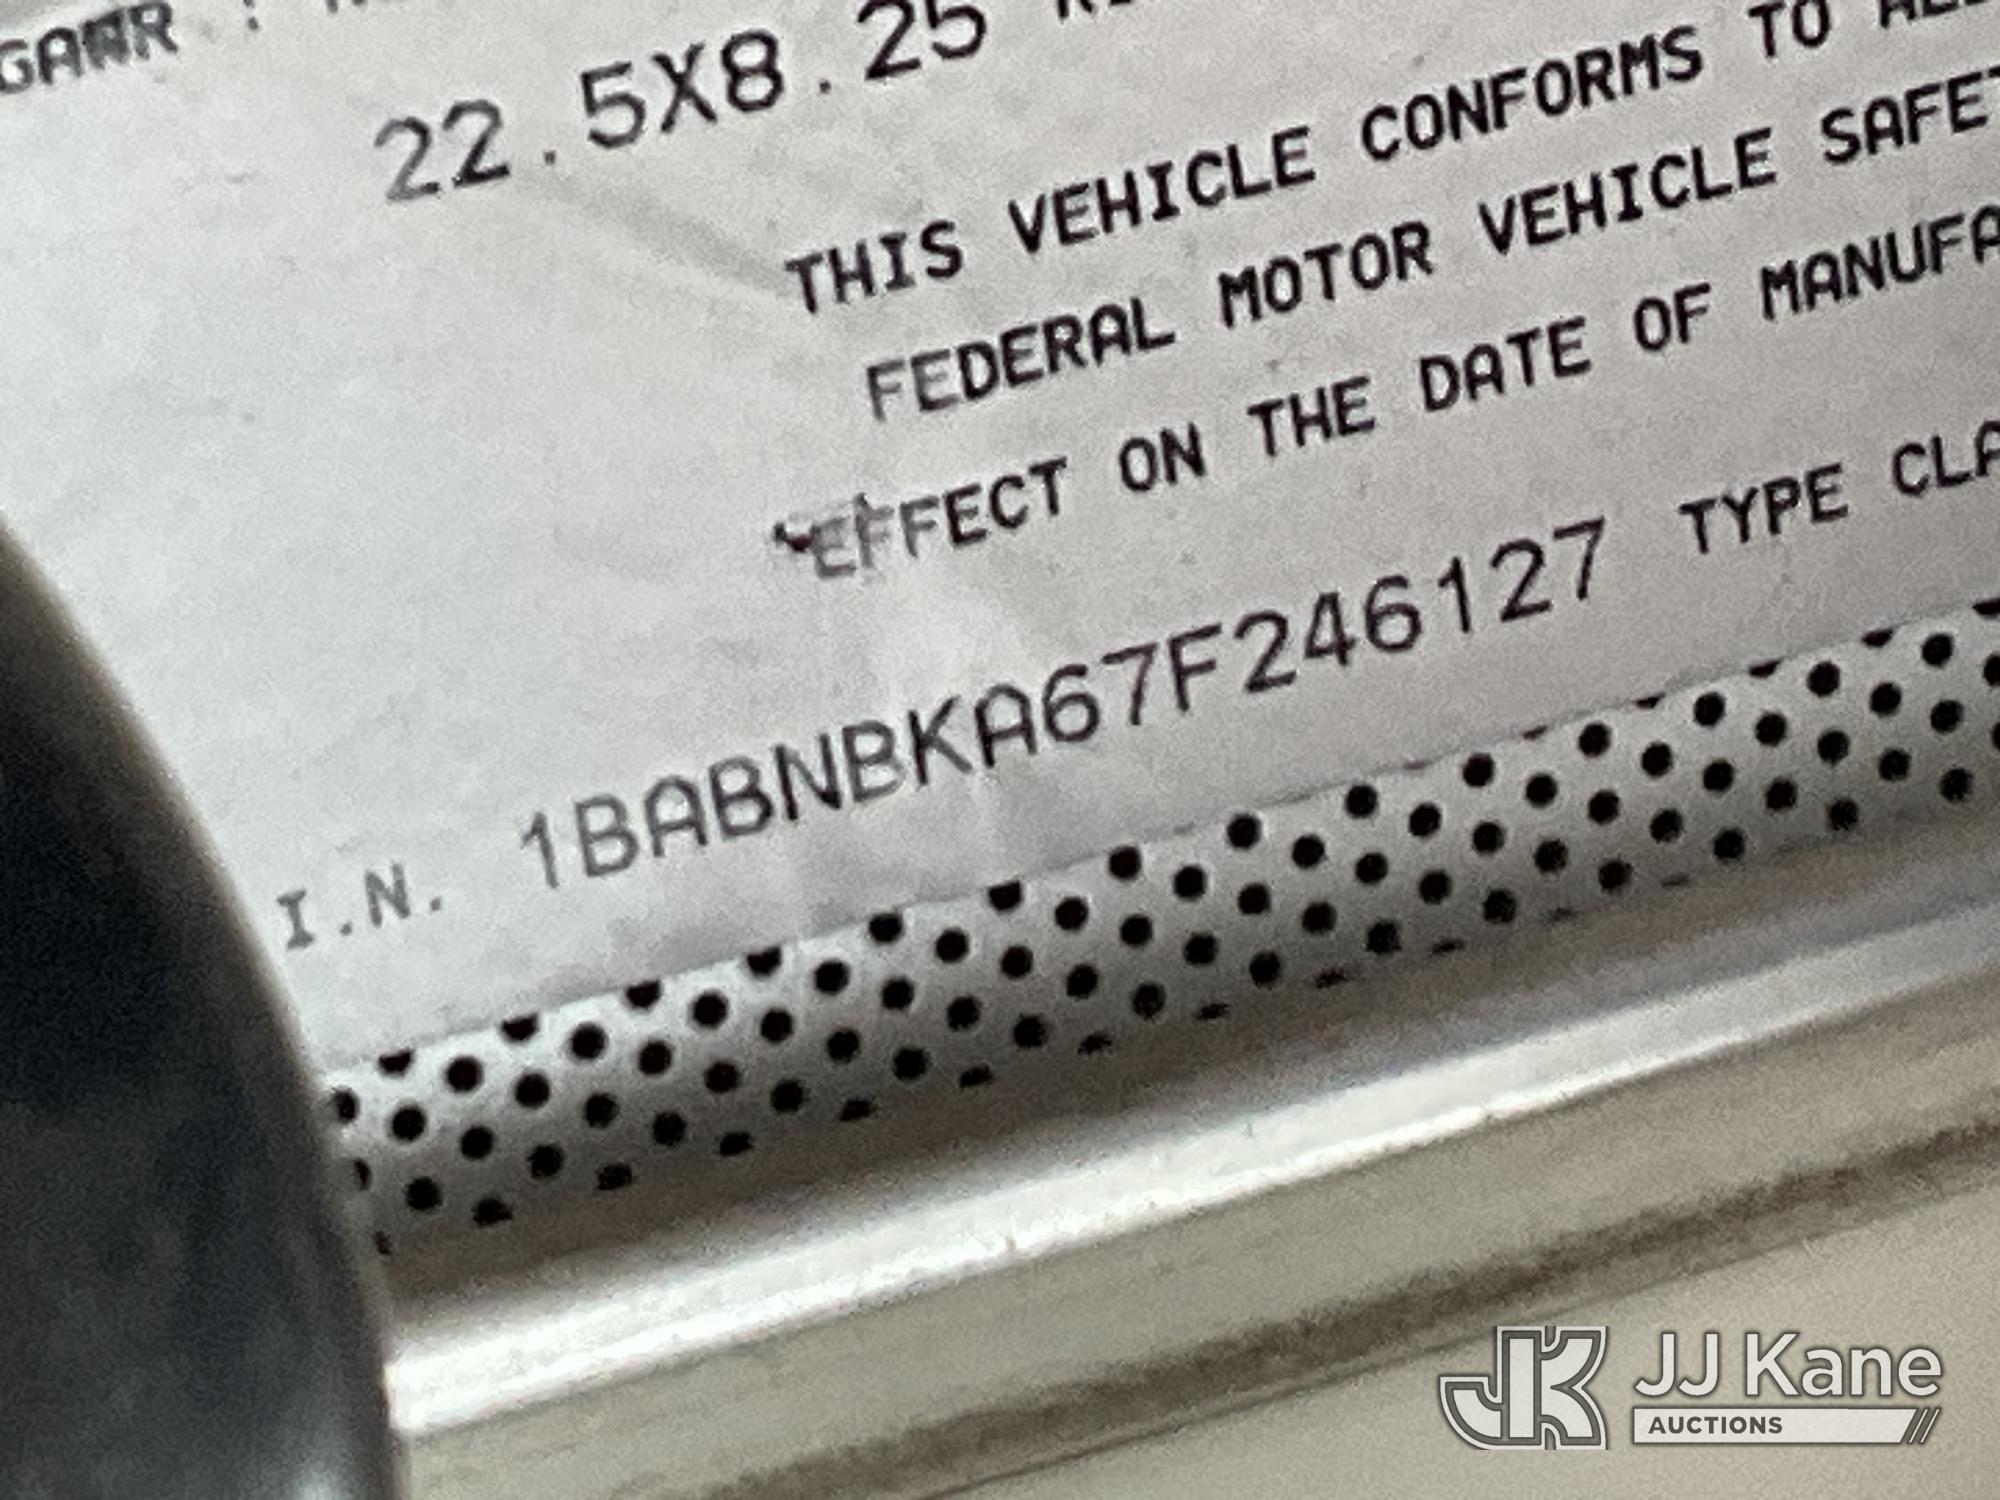 GAWR :
22.5X8.25
THIS VEHICLE CONFORMS TO
FEDERAL MOTOR VEHICLE
EFFECT ON THE DATE OF
I.N. 1BABNBKA67F246127 TYPE
JJ Kane
AUCTIONS